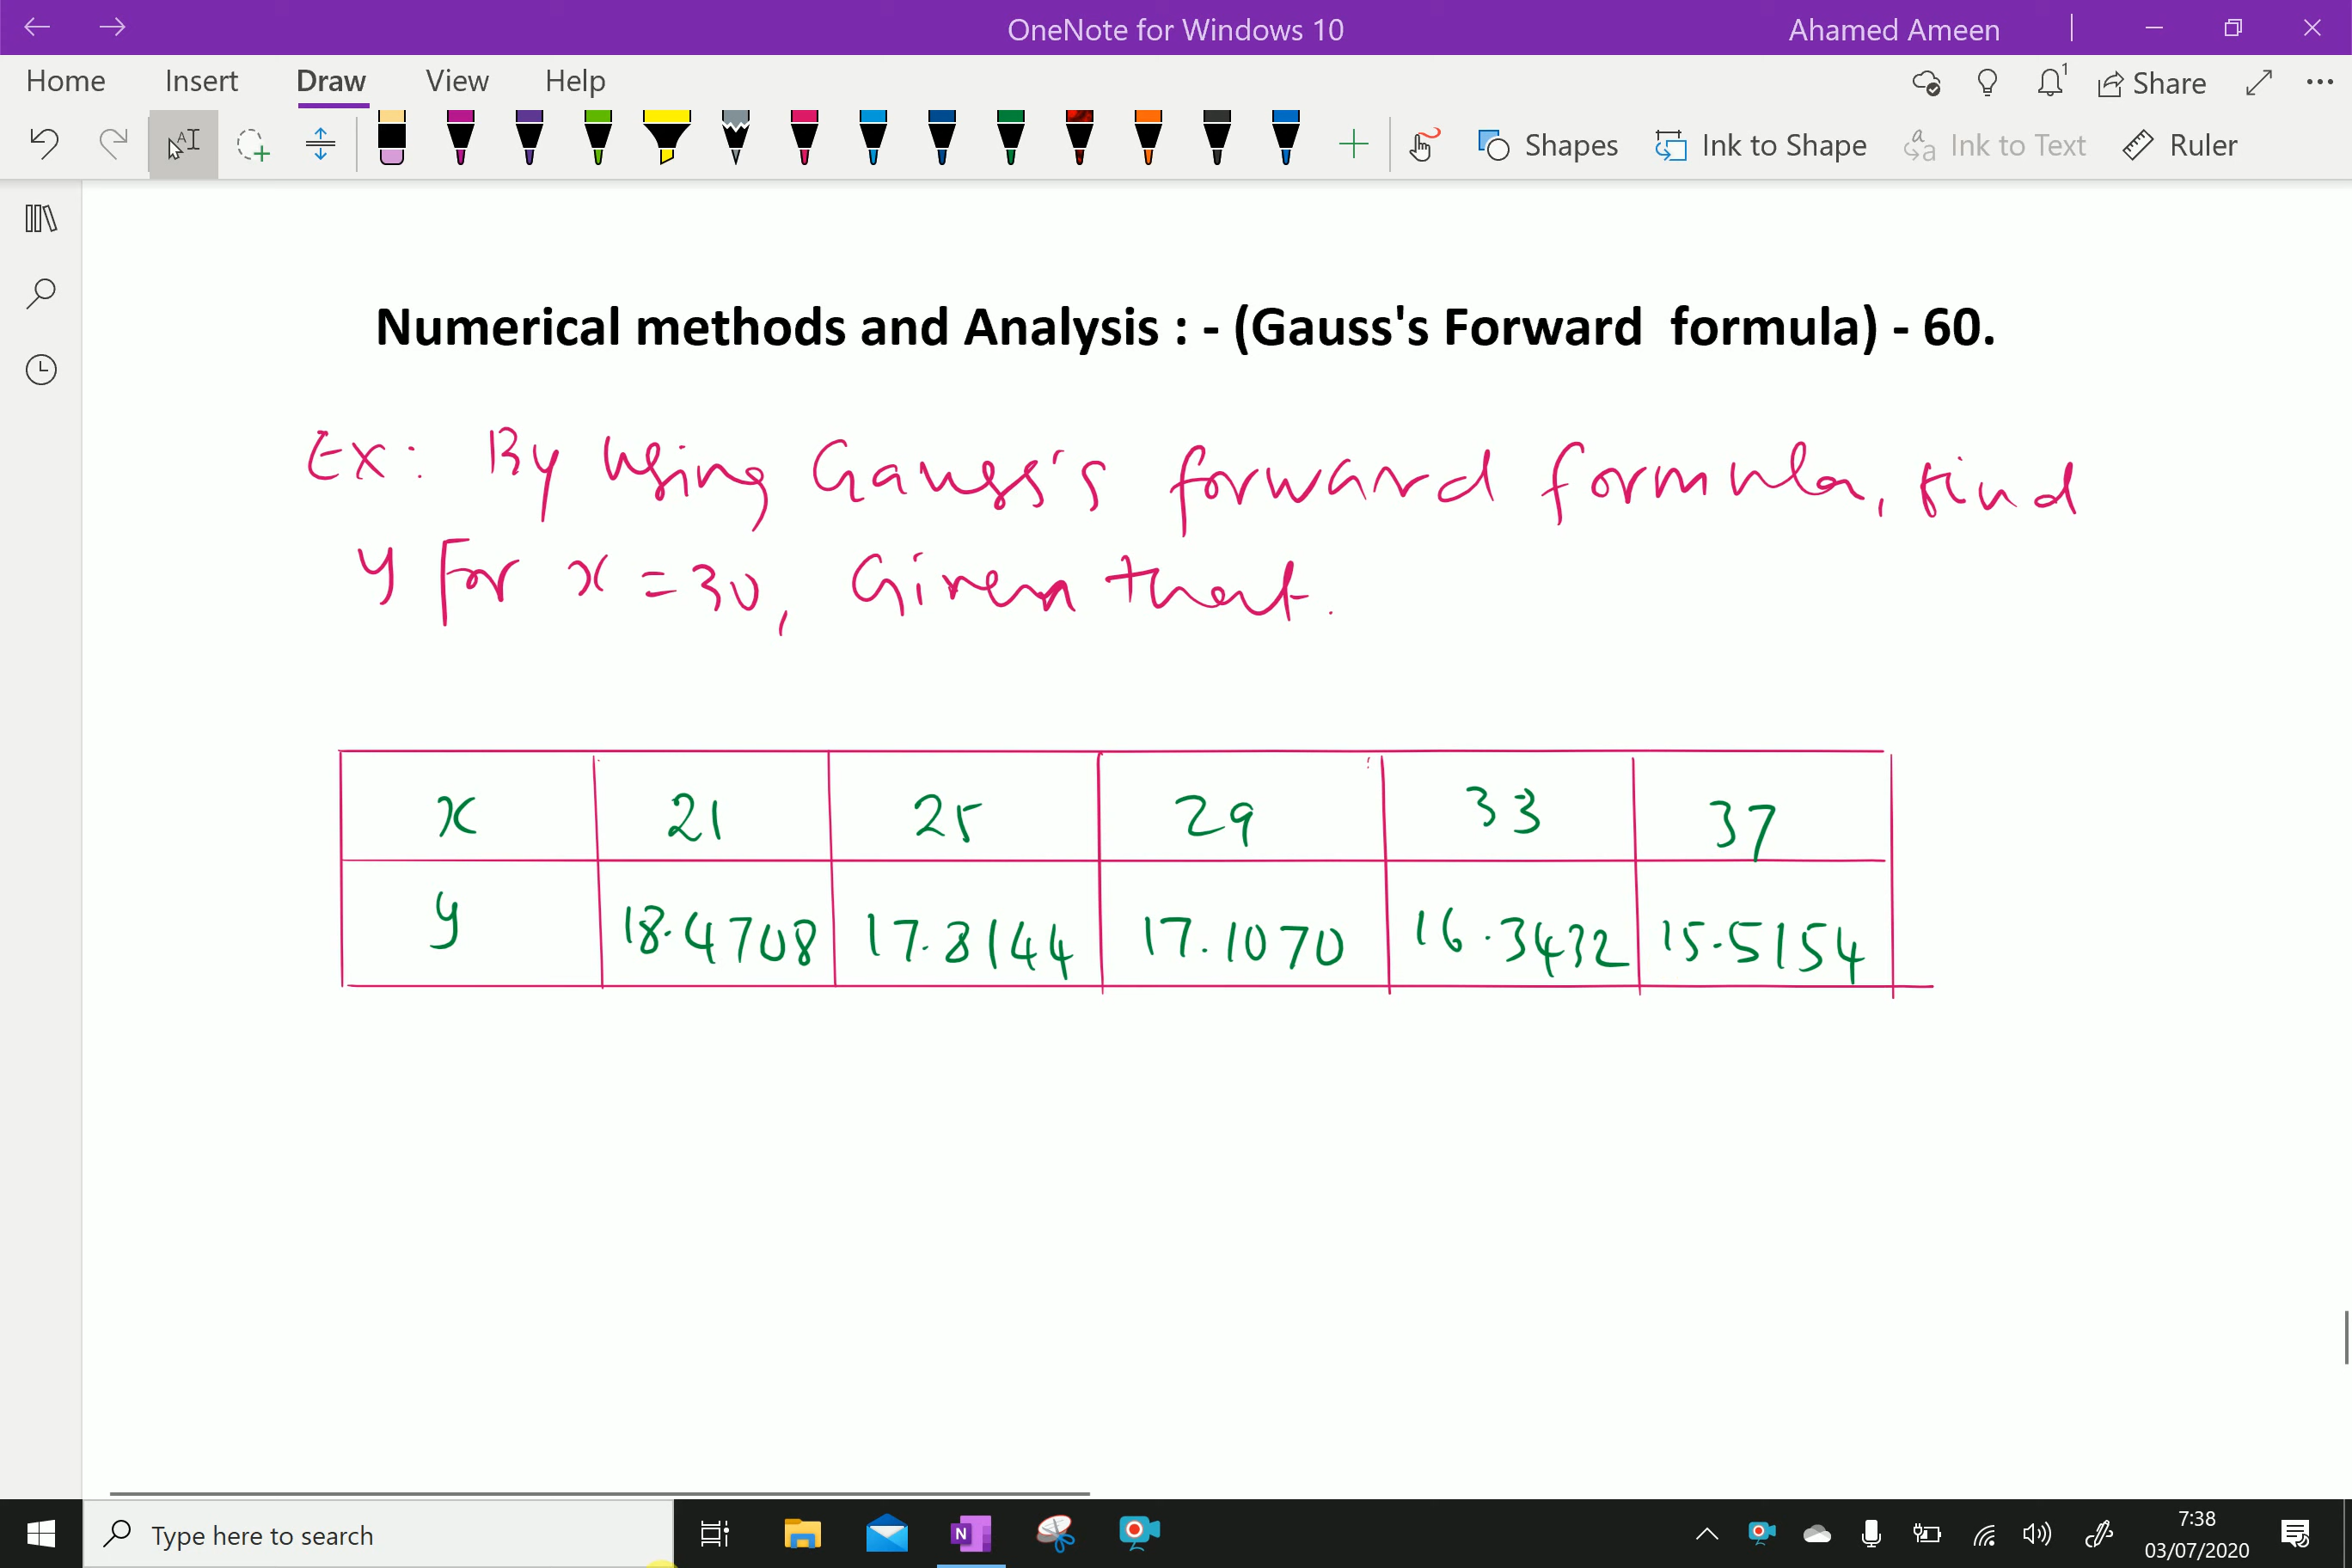 OneNote for Windows 10
Ahamed Ameen
Home Insert Draw View Help
1
Share
Shapes Ink to Shape Ink to Text Ruler
Numerical methods and Analysis : - (Gauss's Forward formula) - 60.
Ex: By using Gauss's forward formula, find
y for x = 30, Given that.
x 21 25 29 33 37
y 18.4708 17.8144 17.1070 16.3432 15.5154
Type here to search
7:38
03/07/2020